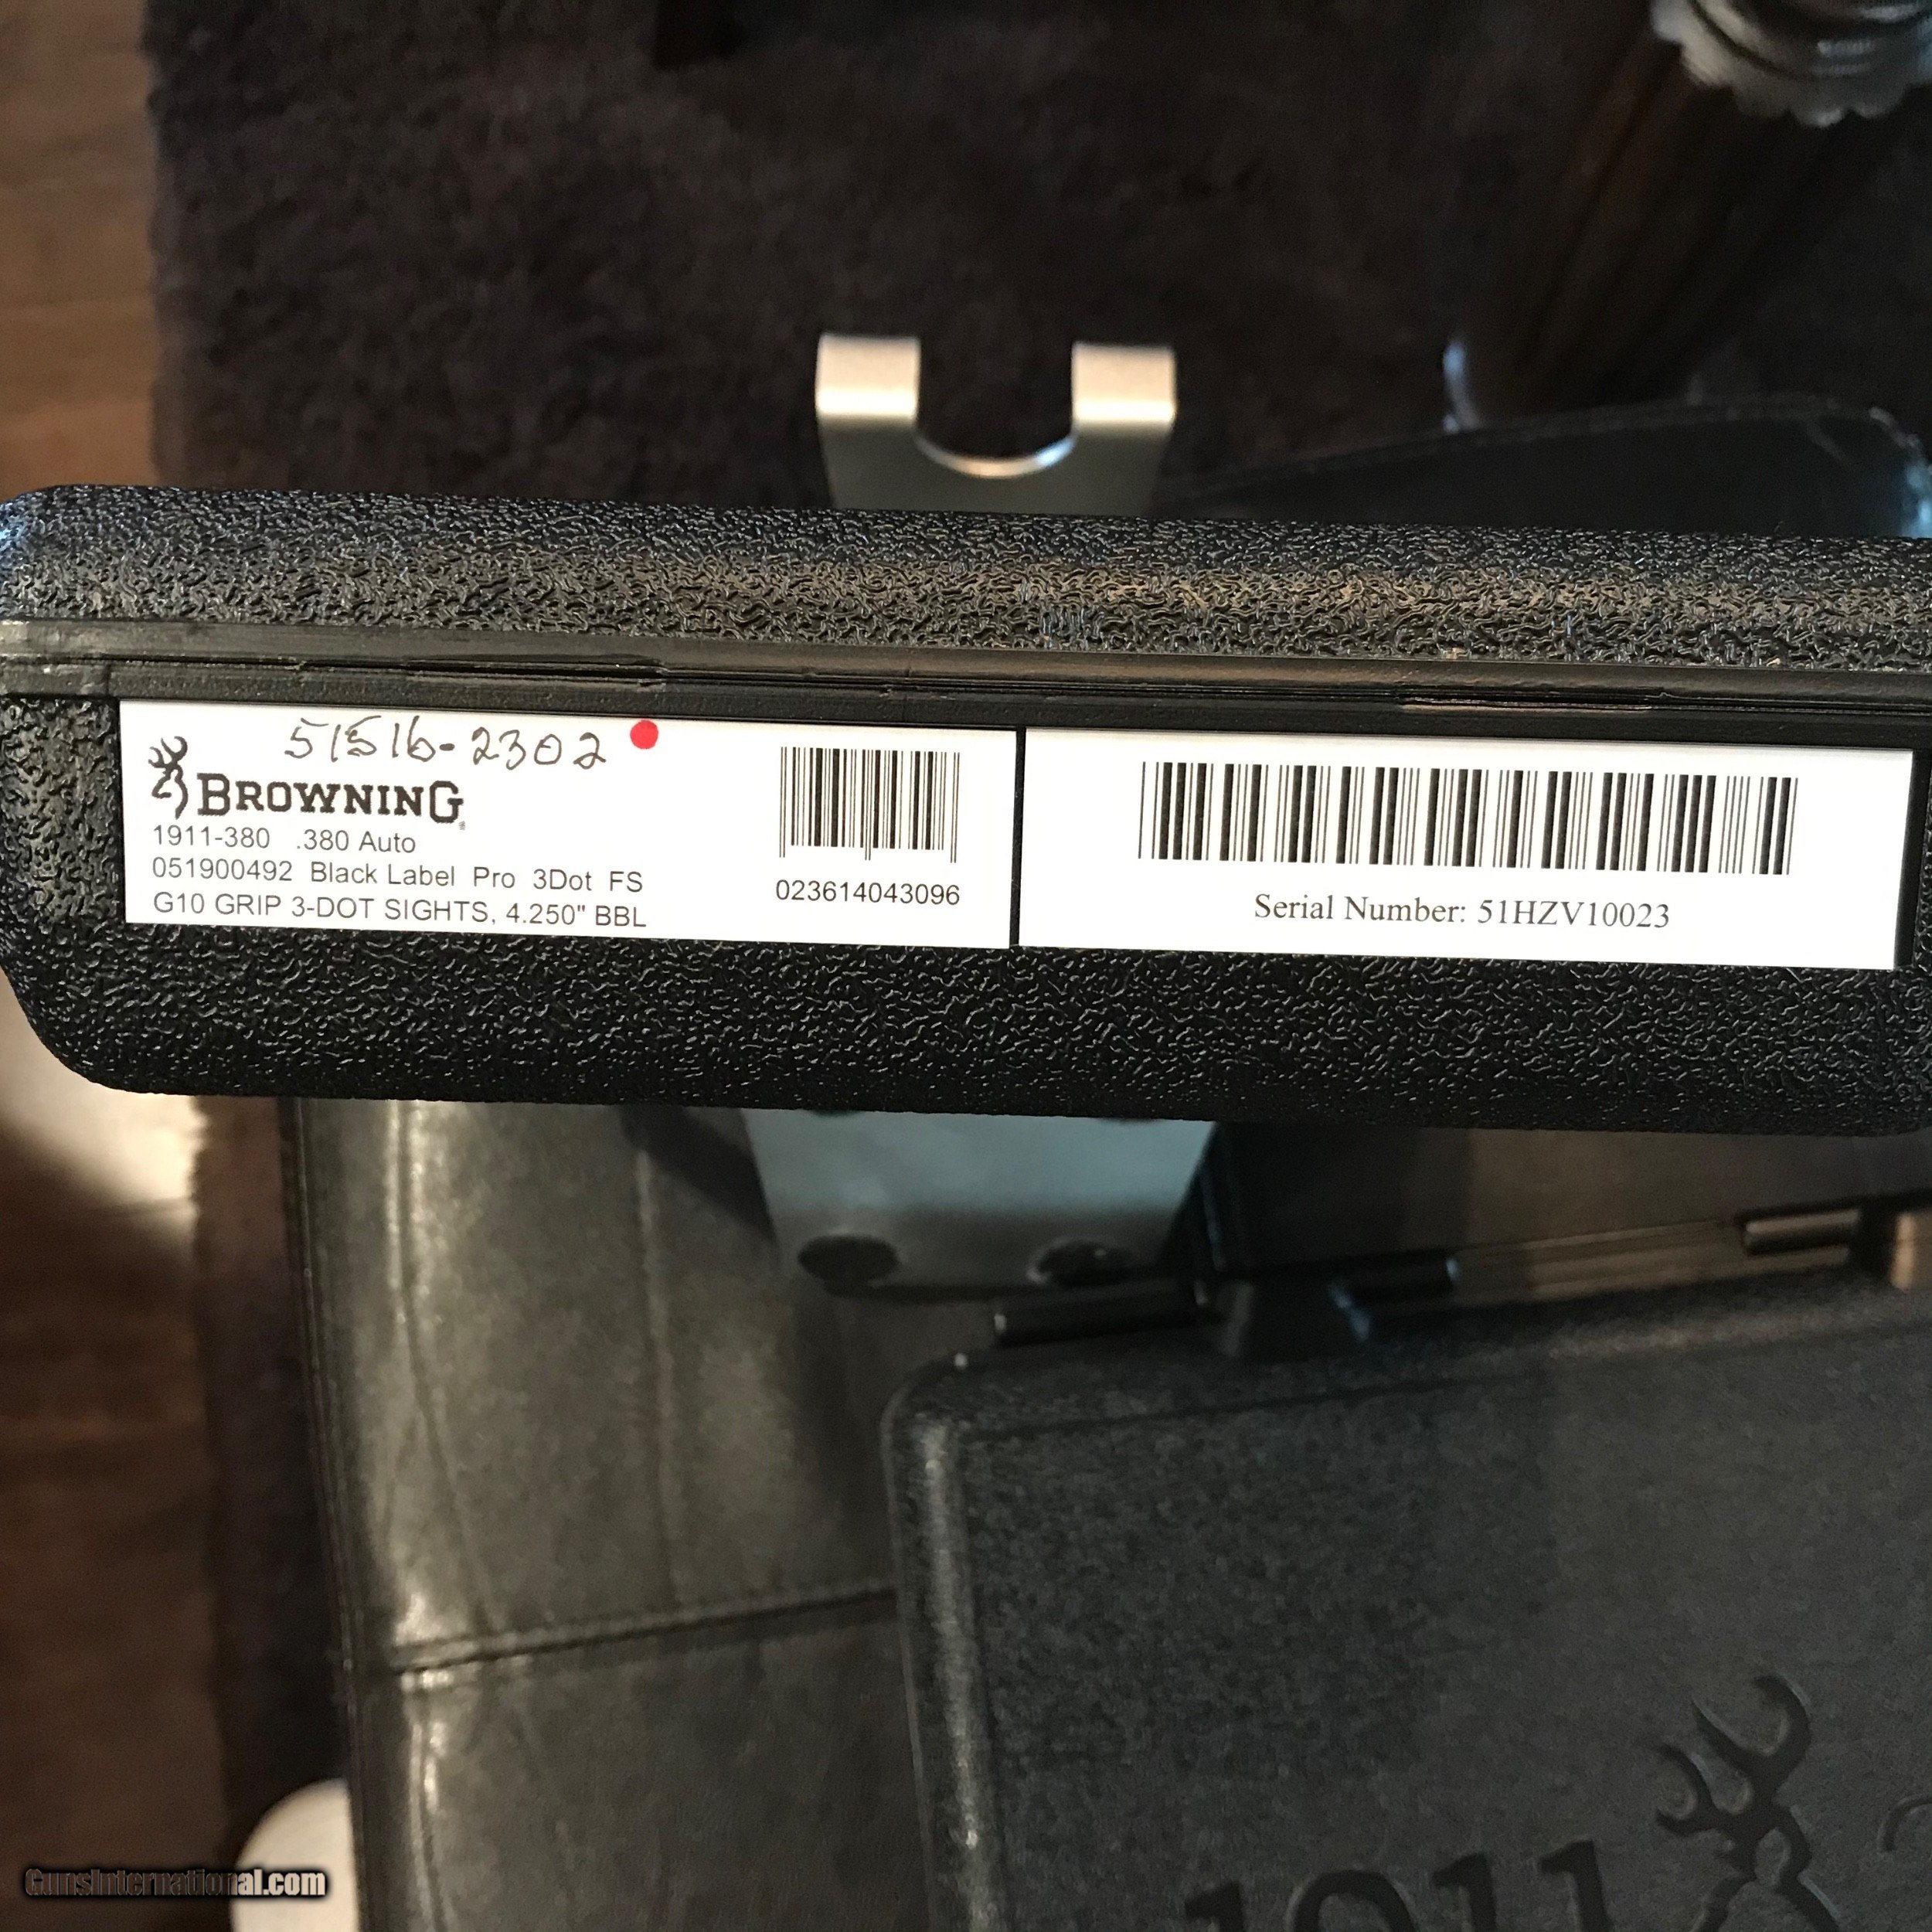 51516-2302
BROWNING
1911-380 .380 Auto
051900492 Black Label Pro 3Dot FS
G10 GRIP 3-DOT SIGHTS, 4.250" BBL
023614043096
Serial Number: 51HZV10023
1911
GunsInternational.com